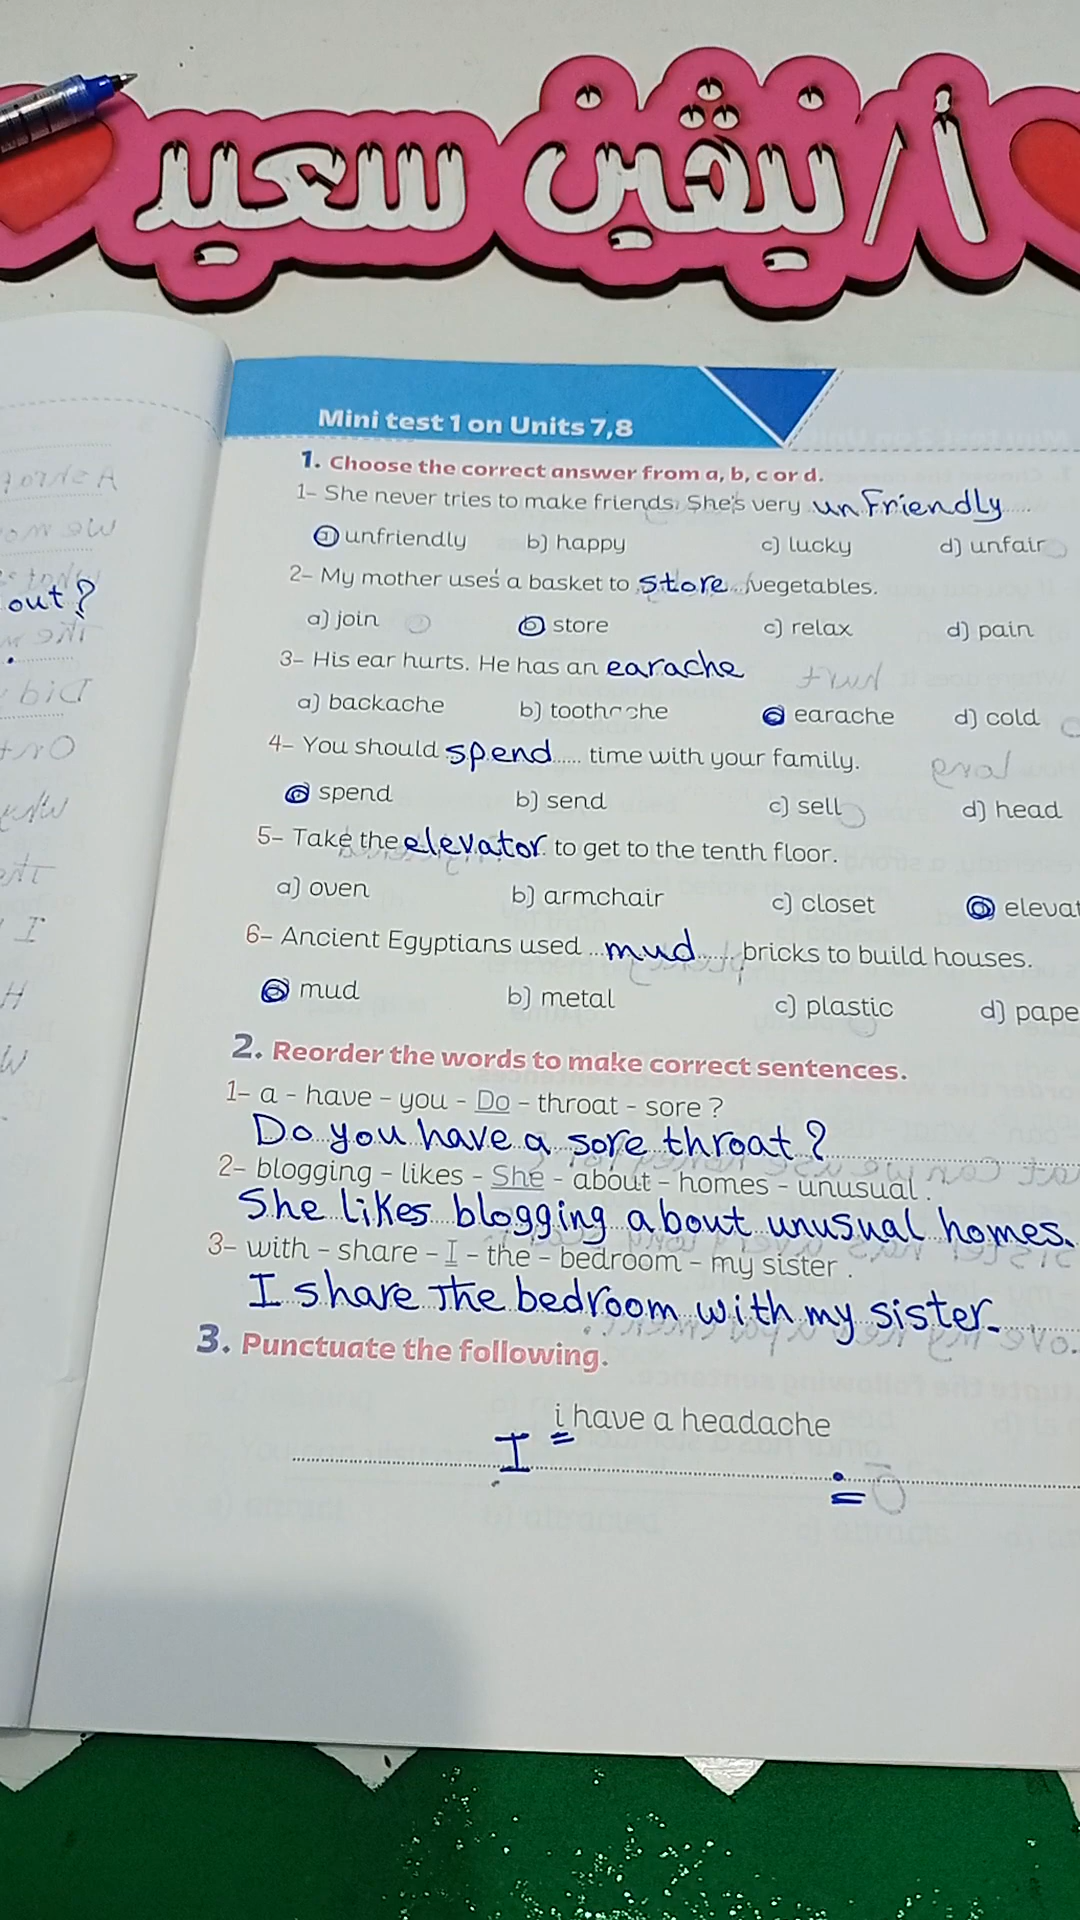 أ/ نيڤين سعيد
Mini test 1 on Units 7,8
1. Choose the correct answer from a, b, c or d.
1- She never tries to make friends. She's very unfriendly
a) unfriendly b) happy c) lucky d) unfair
2- My mother uses a basket to store vegetables.
a) join b) store c) relax d) pain
3- His ear hurts. He has an earache
a) backache b) toothache c) earache d) cold
4- You should spend ..... time with your family.
a) spend b) send c) sell d) head
5- Take the elevator to get to the tenth floor.
a) oven b) armchair c) closet d) elevat
6- Ancient Egyptians used ... mud ..... bricks to build houses.
a) mud b) metal c) plastic d) pape
2. Reorder the words to make correct sentences.
1- a - have - you - Do - throat - sore ?
Do you have a sore throat ?
2- blogging - likes - She - about - homes - unusual .
She likes blogging about unusual homes.
3- with - share - I - the - bedroom - my sister .
I share the bedroom with my sister.
3. Punctuate the following.
i have a headache
I .
out?